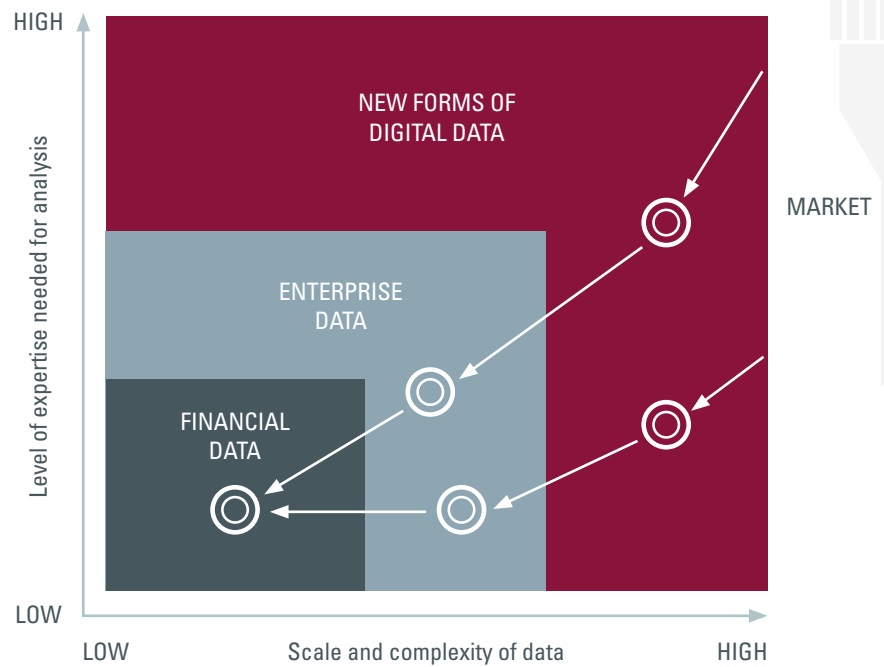 HIGH
NEW FORMS OF
DIGITAL DATA
MARKET
ENTERPRISE
DATA
FINANCIAL
DATA
Level of expertise needed for analysis
LOW
LOW
Scale and complexity of data
HIGH